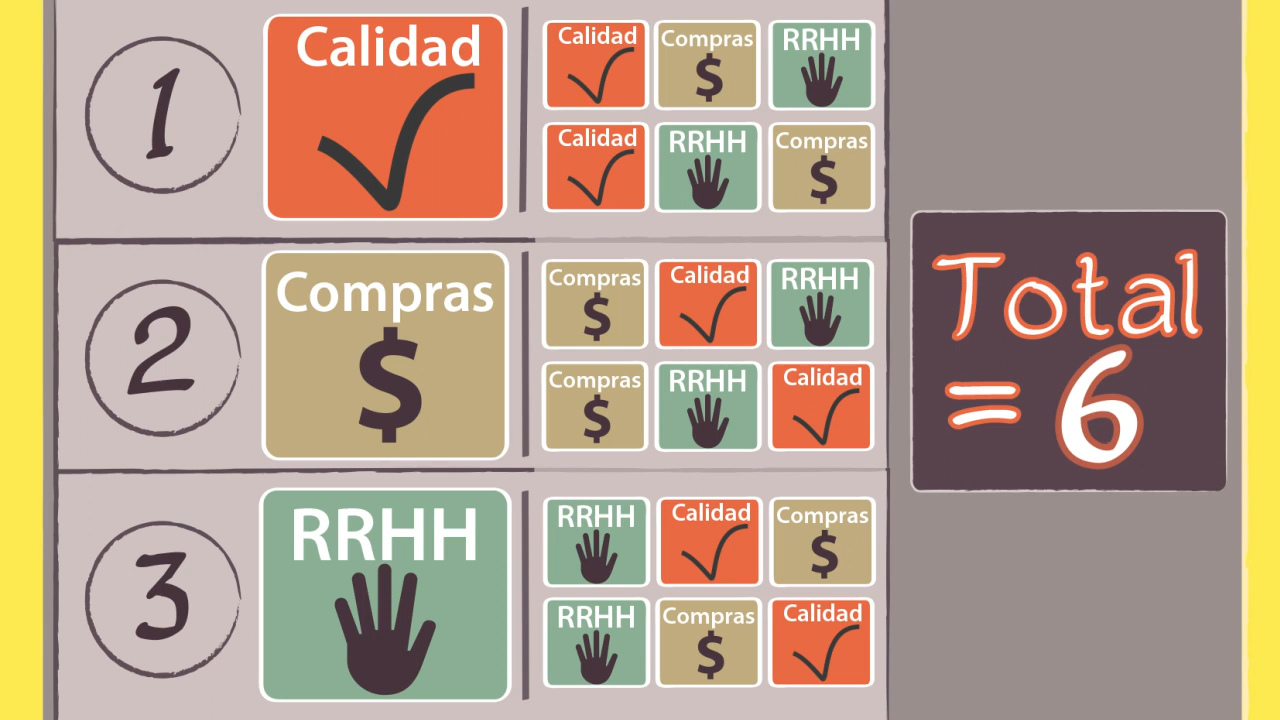 1
Calidad
Calidad Compras $ RRHH
Calidad RRHH Compras $
2
Compras
$
Compras $ Calidad RRHH
Compras $ RRHH Calidad
3
RRHH
RRHH Calidad Compras $
RRHH Compras $ Calidad
Total
= 6